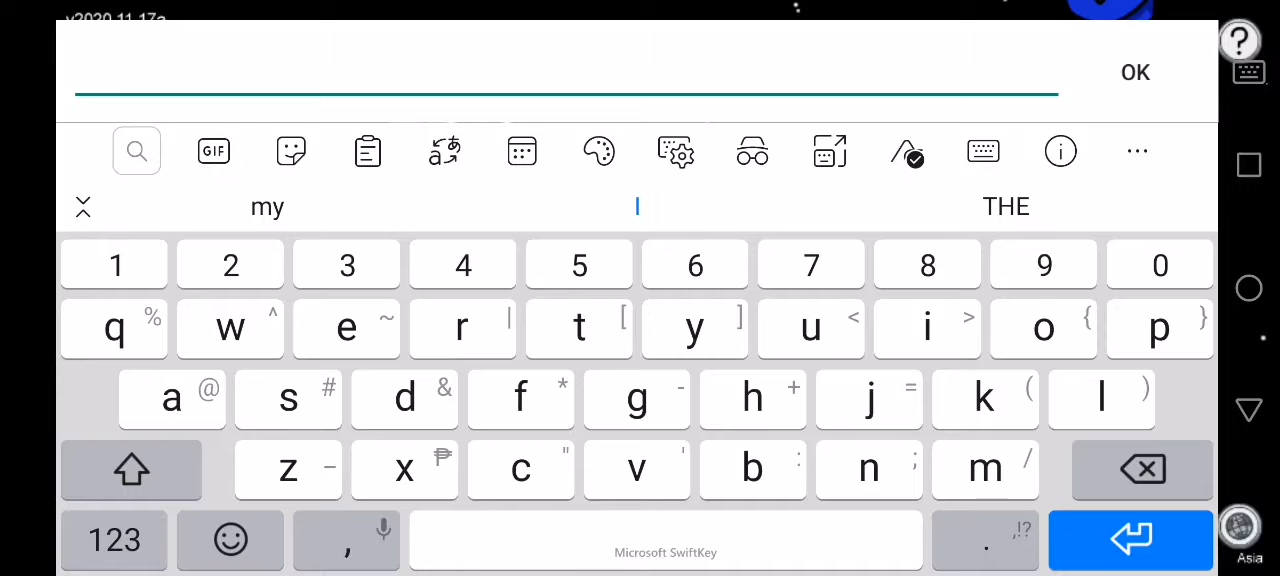 v2020.11.17a
OK
GIF
my I THE
1 2 3 4 5 6 7 8 9 0
q % w ^ e ~ r | t [ y ] u < i > o { p }
a @ s # d & f * g - h + j = k ( l )
z _ x ₱ c " v ' b : n ; m /
123 , Microsoft SwiftKey . ,!?
?
Asia